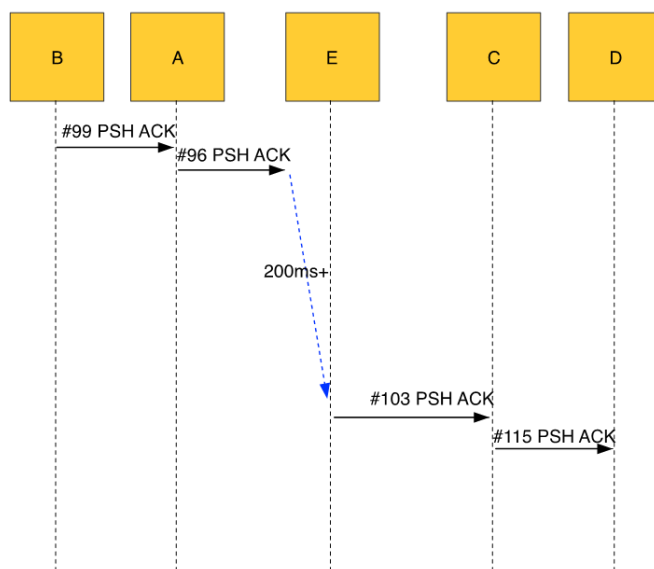 B
A
E
C
D
#99 PSH ACK
#96 PSH ACK
200ms+
#103 PSH ACK
#115 PSH ACK